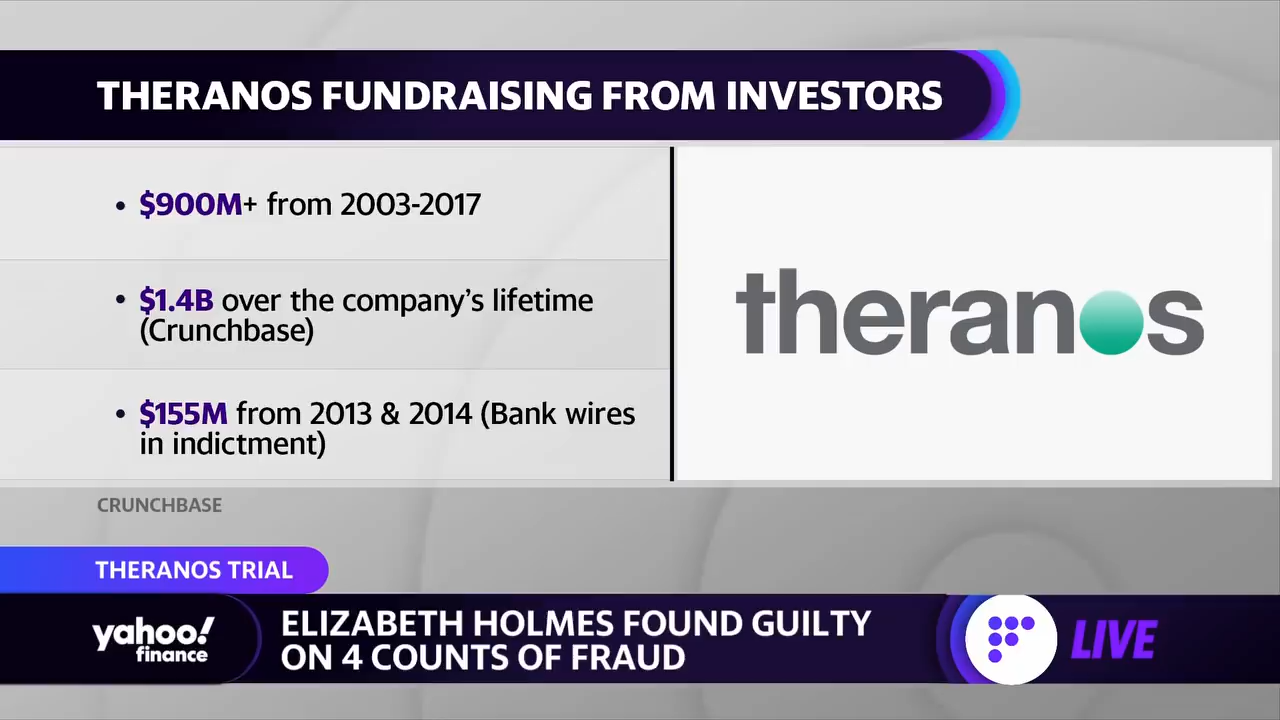 THERANOS FUNDRAISING FROM INVESTORS
• $900M+ from 2003-2017
• $1.4B over the company's lifetime
(Crunchbase)
• $155M from 2013 & 2014 (Bank wires
in indictment)
theranos
CRUNCHBASE
THERANOS TRIAL
yahoo!
finance
ELIZABETH HOLMES FOUND GUILTY
ON 4 COUNTS OF FRAUD
LIVE